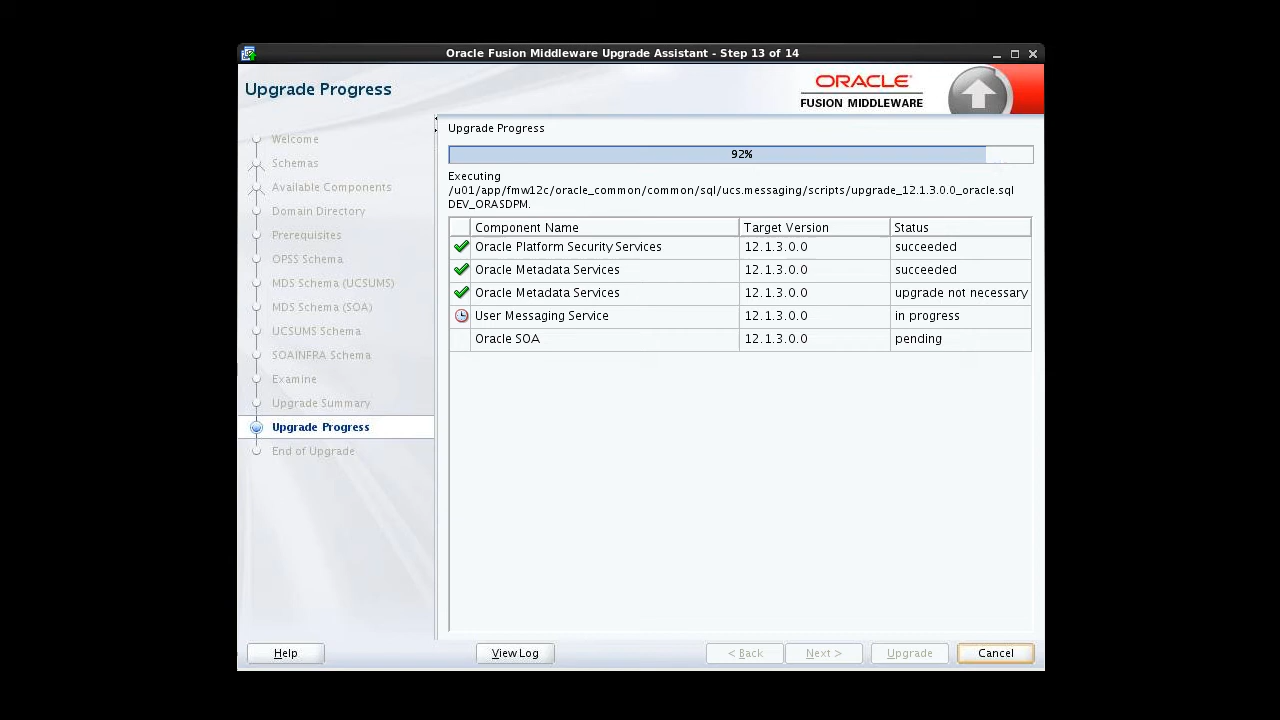 Oracle Fusion Middleware Upgrade Assistant - Step 13 of 14
Upgrade Progress
ORACLE
FUSION MIDDLEWARE
Welcome
Schemas
Available Components
Domain Directory
Prerequisites
OPSS Schema
MDS Schema (UCSUMS)
MDS Schema (SOA)
UCSUMS Schema
SOAINFRA Schema
Examine
Upgrade Summary
Upgrade Progress
End of Upgrade
Upgrade Progress
92%
Executing
/u01/app/fmw12c/oracle_common/common/sql/ucs.messaging/scripts/upgrade_12.1.3.0.0_oracle.sql
DEV_ORASDPM.
Component Name Target Version Status
Oracle Platform Security Services 12.1.3.0.0 succeeded
Oracle Metadata Services 12.1.3.0.0 succeeded
Oracle Metadata Services 12.1.3.0.0 upgrade not necessary
User Messaging Service 12.1.3.0.0 in progress
Oracle SOA 12.1.3.0.0 pending
Help View Log < Back Next > Upgrade Cancel